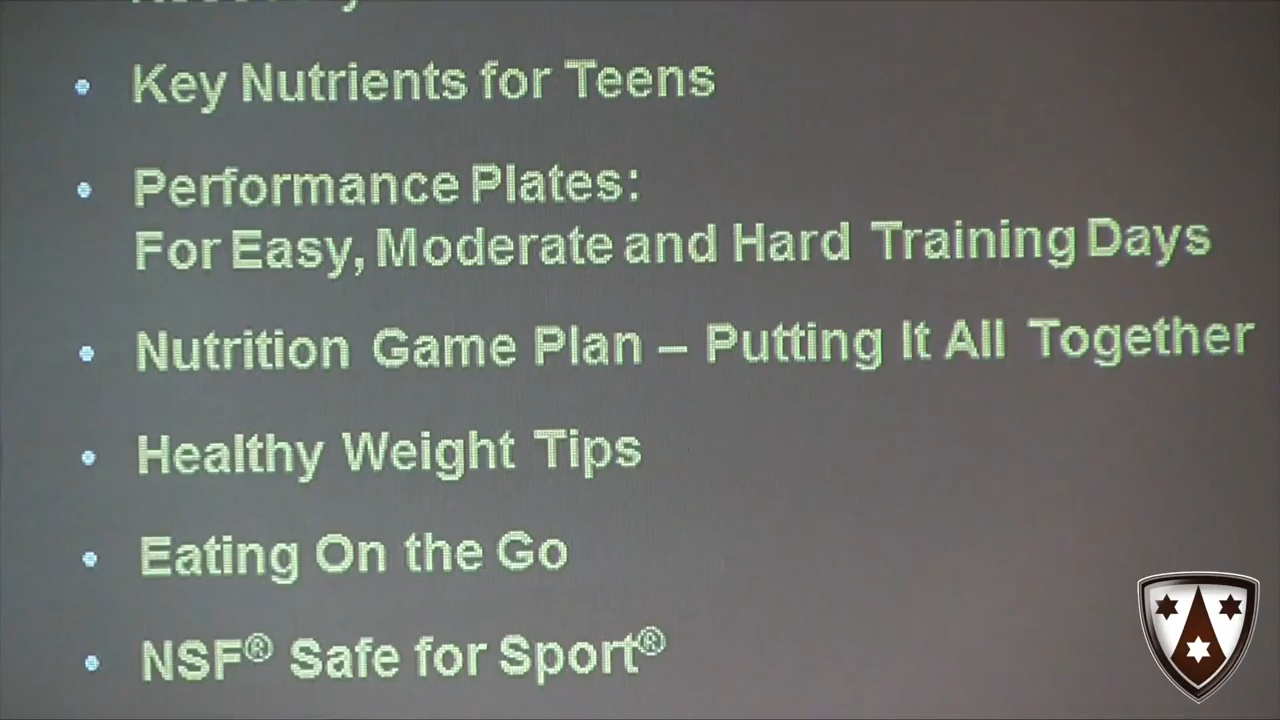 • Key Nutrients for Teens
• Performance Plates:
For Easy, Moderate and Hard Training Days
• Nutrition Game Plan – Putting It All Together
• Healthy Weight Tips
• Eating On the Go
• NSF® Safe for Sport®